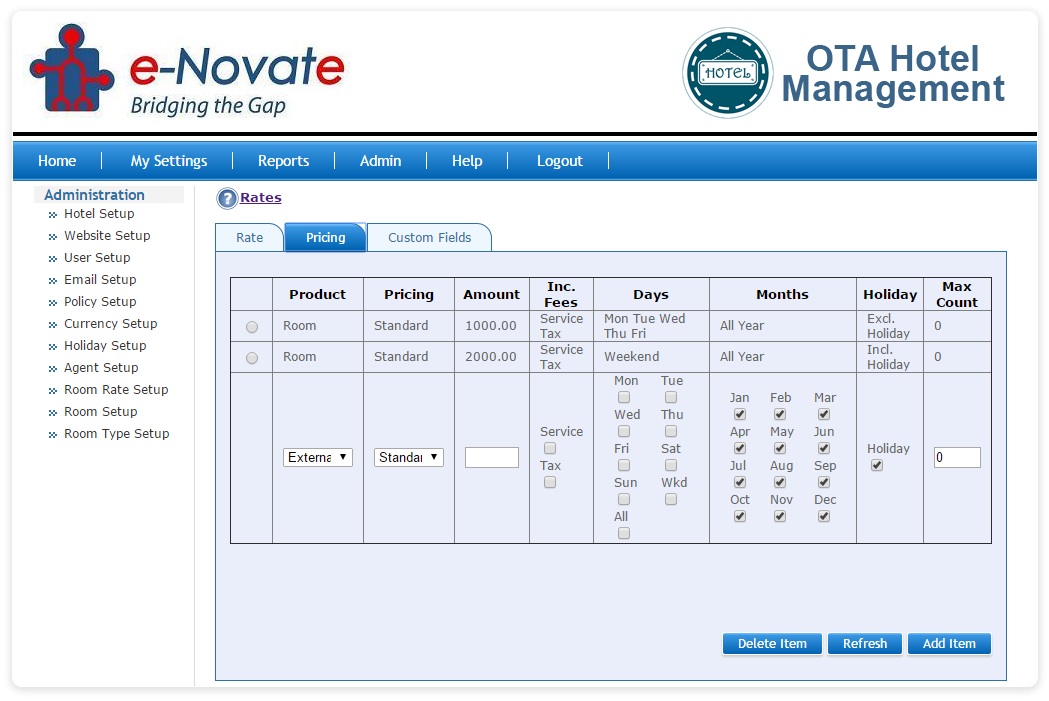 e-Novate
Bridging the Gap
HOTEL
OTA Hotel
Management
Home
My Settings
Reports
Admin
Help
Logout
Administration
Hotel Setup
Website Setup
User Setup
Email Setup
Policy Setup
Currency Setup
Holiday Setup
Agent Setup
Room Rate Setup
Room Setup
Room Type Setup
? Rates
Rate
Pricing
Custom Fields
Product Pricing Amount Inc. Fees Days Months Holiday Max Count
Room Standard 1000.00 Service Tax Mon Tue Wed Thu Fri All Year Excl. Holiday 0
Room Standard 2000.00 Service Tax Weekend All Year Incl. Holiday 0
Externa
Standar
Service
Tax
Mon Tue
Wed Thu
Fri Sat
Sun Wkd
All
Jan Feb Mar
Apr May Jun
Jul Aug Sep
Oct Nov Dec
Holiday
0
Delete Item
Refresh
Add Item